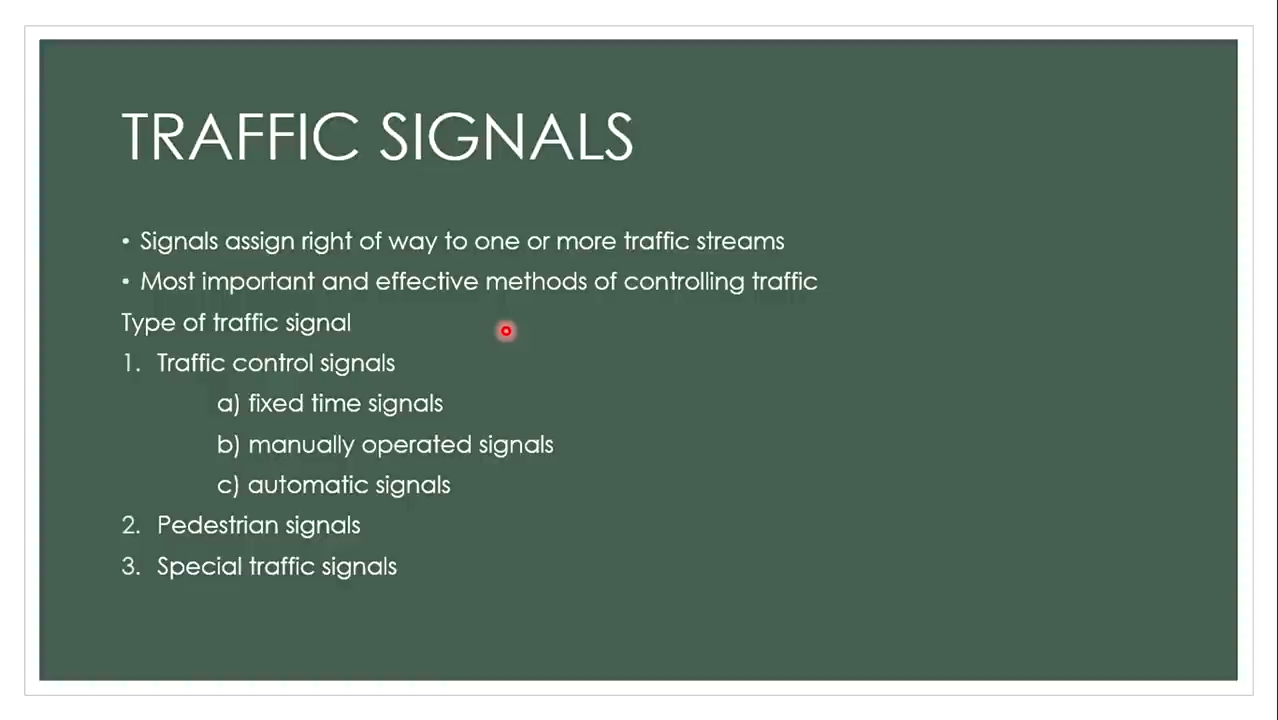 TRAFFIC SIGNALS
• Signals assign right of way to one or more traffic streams
• Most important and effective methods of controlling traffic
Type of traffic signal
1. Traffic control signals
a) fixed time signals
b) manually operated signals
c) automatic signals
2. Pedestrian signals
3. Special traffic signals